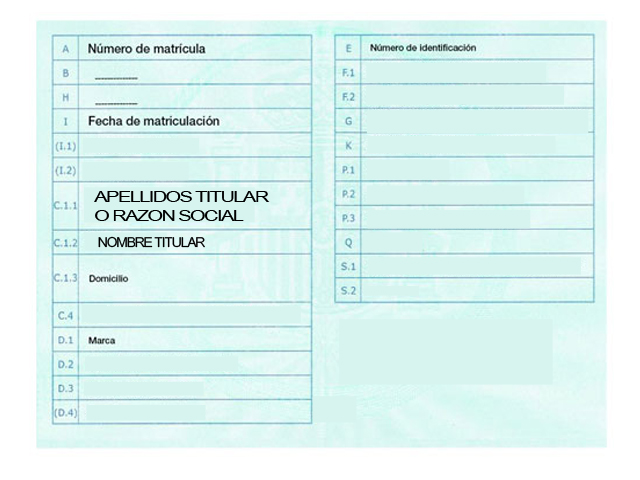 A Número de matrícula
B ..............
H ..............
I Fecha de matriculación
(I.1)
(I.2)
C.1.1 APELLIDOS TITULAR
O RAZON SOCIAL
C.1.2 NOMBRE TITULAR
C.1.3 Domicilio
C.4
D.1 Marca
D.2
D.3
(D.4)
E Número de identificación
F.1
F.2
G
K
P.1
P.2
P.3
Q
S.1
S.2